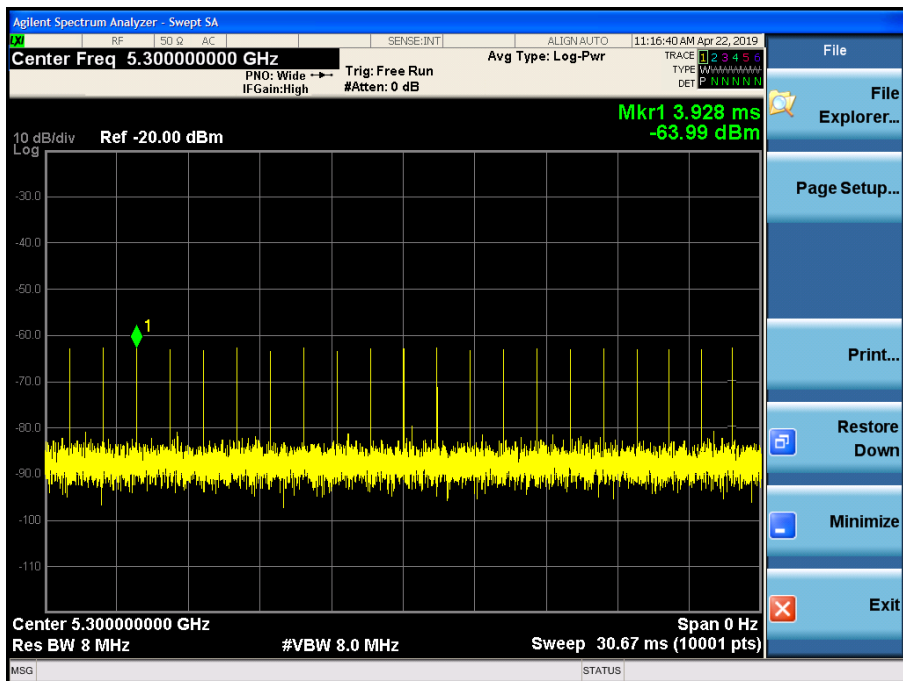 Agilent Spectrum Analyzer - Swept SA
LXI RF 50 Ω AC SENSE:INT ALIGN AUTO 11:16:40 AM Apr 22, 2019
Center Freq 5.300000000 GHz
PNO: Wide
IFGain:High
Trig: Free Run
#Atten: 0 dB
Avg Type: Log-Pwr
TRACE 1 2 3 4 5 6
TYPE WWWWWW
DET P N N N N N
Mkr1 3.928 ms
-63.99 dBm
10 dB/div Ref -20.00 dBm
Log
-30.0
-40.0
-50.0
-60.0
-70.0
-80.0
-90.0
-100
-110
1
Center 5.300000000 GHz Span 0 Hz
Res BW 8 MHz #VBW 8.0 MHz Sweep 30.67 ms (10001 pts)
MSG STATUS
File
File
Explorer...
Page Setup...
Print...
Restore
Down
Minimize
Exit